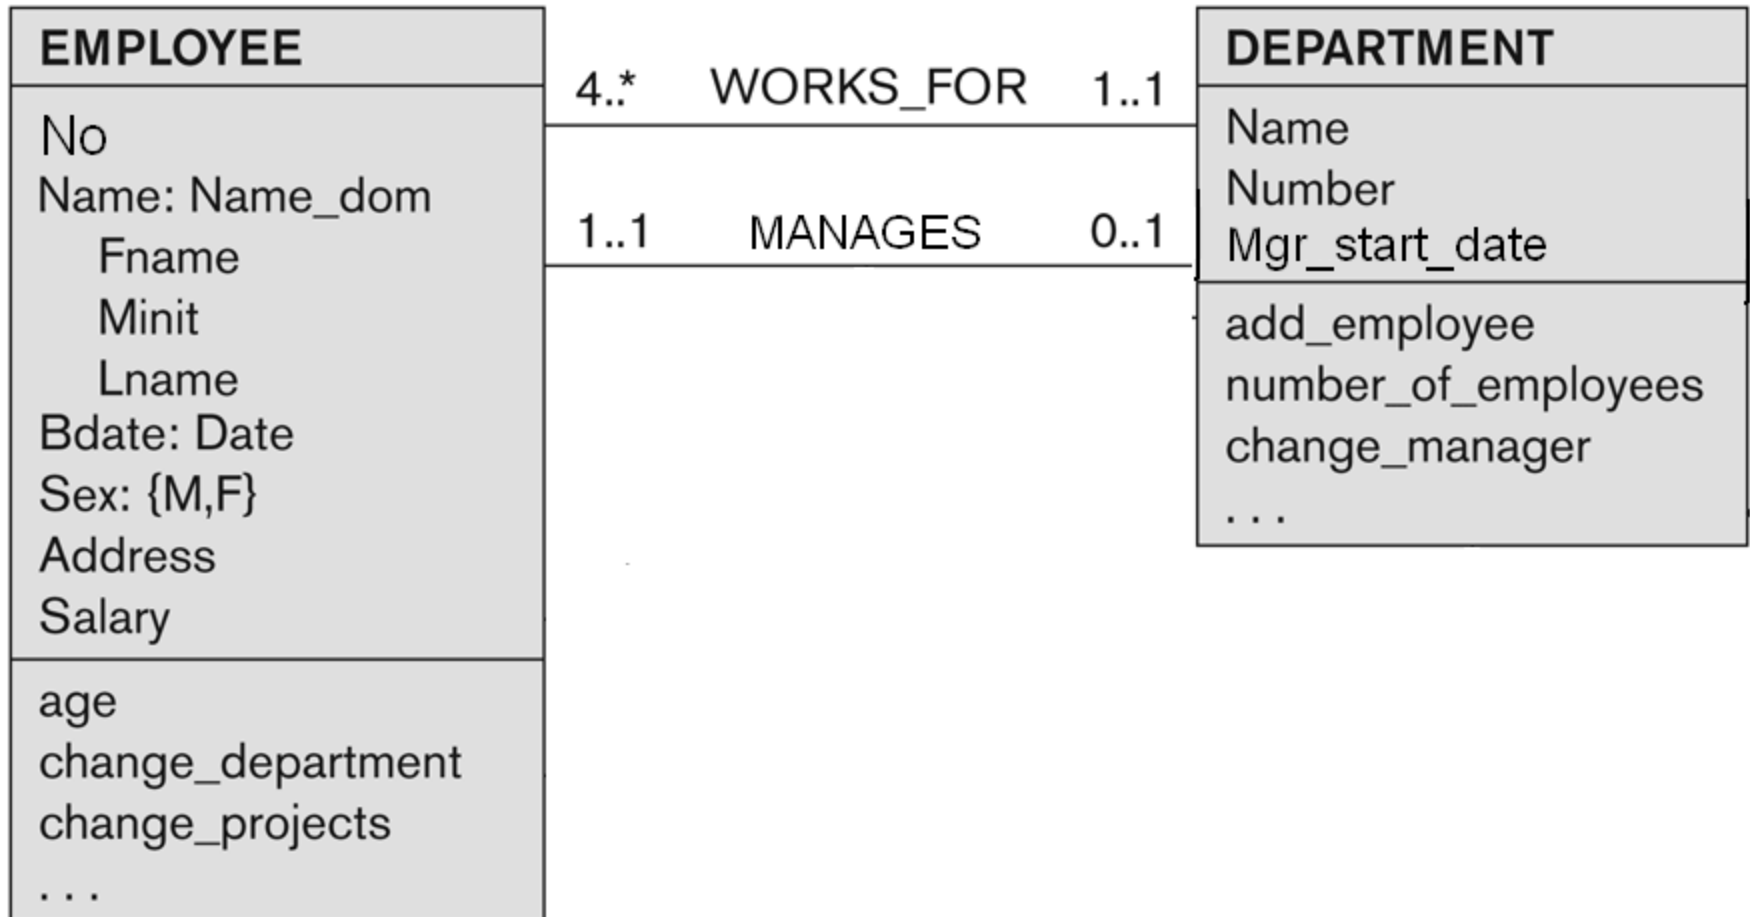 EMPLOYEE
No
Name: Name_dom
Fname
Minit
Lname
Bdate: Date
Sex: {M,F}
Address
Salary
age
change_department
change_projects
. . .
4..* WORKS_FOR 1..1
1..1 MANAGES 0..1
DEPARTMENT
Name
Number
Mgr_start_date
add_employee
number_of_employees
change_manager
. . .